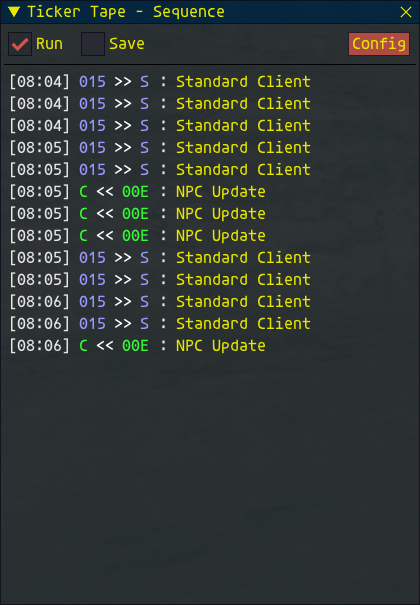 ▼ Ticker Tape - Sequence
Run Save Config
[08:04] 015 >> S : Standard Client
[08:04] 015 >> S : Standard Client
[08:04] 015 >> S : Standard Client
[08:05] 015 >> S : Standard Client
[08:05] 015 >> S : Standard Client
[08:05] C << 00E : NPC Update
[08:05] C << 00E : NPC Update
[08:05] C << 00E : NPC Update
[08:05] 015 >> S : Standard Client
[08:05] 015 >> S : Standard Client
[08:06] 015 >> S : Standard Client
[08:06] 015 >> S : Standard Client
[08:06] C << 00E : NPC Update